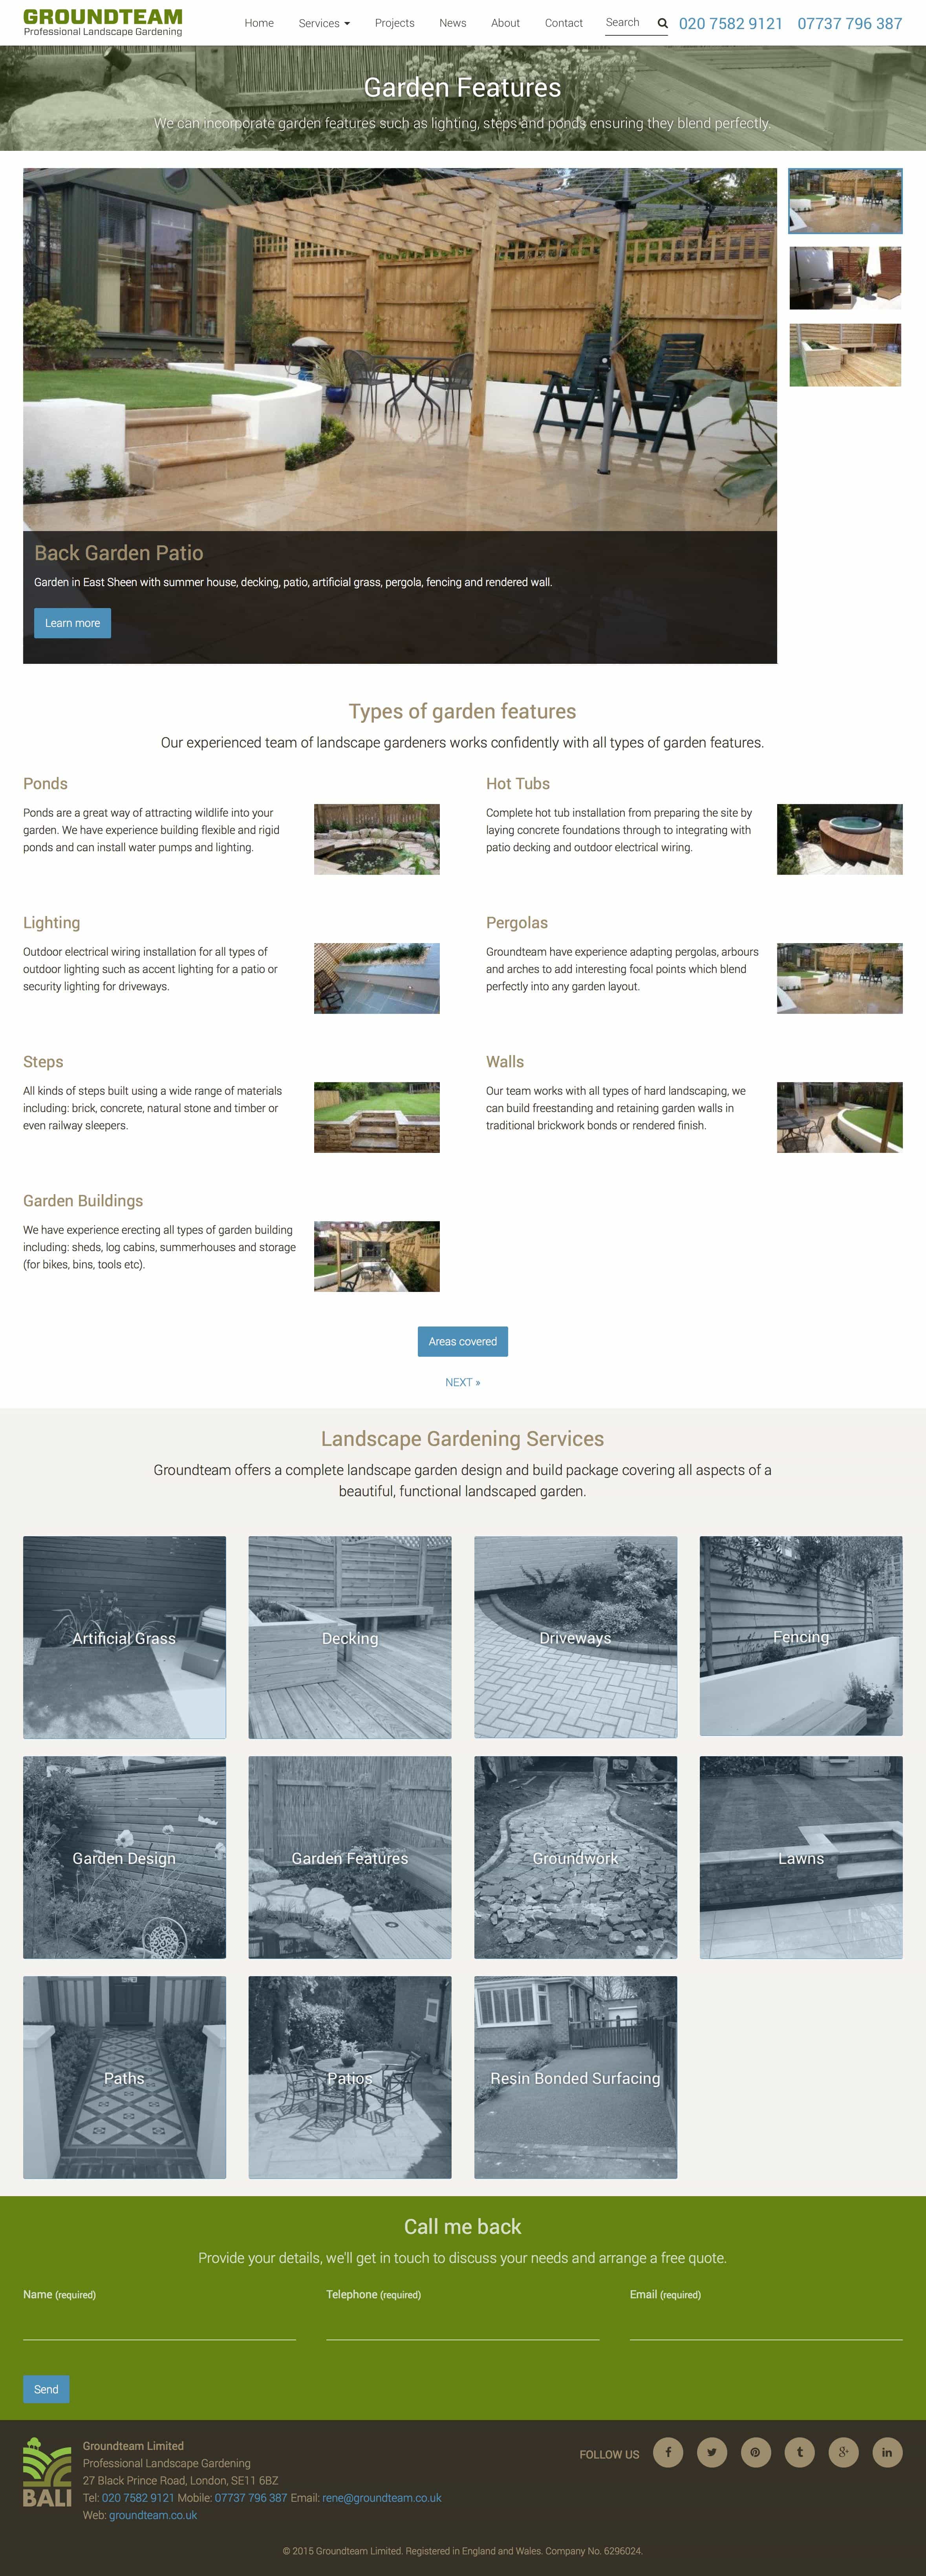 GROUNDTEAM
Professional Landscape Gardening
Home Services Projects News About Contact Search 020 7582 9121 07737 796 387
Garden Features
We can incorporate garden features such as lighting, steps and ponds ensuring they blend perfectly.
Back Garden Patio
Garden in East Sheen with summer house, decking, patio, artificial grass, pergola, fencing and rendered wall.
Learn more
Types of garden features
Our experienced team of landscape gardeners works confidently with all types of garden features.
Ponds
Ponds are a great way of attracting wildlife into your
garden. We have experience building flexible and rigid
ponds and can install water pumps and lighting.
Hot Tubs
Complete hot tub installation from preparing the site by
laying concrete foundations through to integrating with
patio decking and outdoor electrical wiring.
Lighting
Outdoor electrical wiring installation for all types of
outdoor lighting such as accent lighting for a patio or
security lighting for driveways.
Pergolas
Groundteam have experience adapting pergolas, arbours
and arches to add interesting focal points which blend
perfectly into any garden layout.
Steps
All kinds of steps built using a wide range of materials
including: brick, concrete, natural stone and timber or
even railway sleepers.
Walls
Our team works with all types of hard landscaping, we
can build freestanding and retaining garden walls in
traditional brickwork bonds or rendered finish.
Garden Buildings
We have experience erecting all types of garden building
including: sheds, log cabins, summerhouses and storage
(for bikes, bins, tools etc).
Areas covered
NEXT »
Landscape Gardening Services
Groundteam offers a complete landscape garden design and build package covering all aspects of a
beautiful, functional landscaped garden.
Artificial Grass
Decking
Driveways
Fencing
Garden Design
Garden Features
Groundwork
Lawns
Paths
Patios
Resin Bonded Surfacing
Call me back
Provide your details, we'll get in touch to discuss your needs and arrange a free quote.
Name (required)
Telephone (required)
Email (required)
Send
BALI
Groundteam Limited
Professional Landscape Gardening
27 Black Prince Road, London, SE11 6BZ
Tel: 020 7582 9121 Mobile: 07737 796 387 Email: rene@groundteam.co.uk
Web: groundteam.co.uk
FOLLOW US
© 2015 Groundteam Limited. Registered in England and Wales. Company No. 6296024.